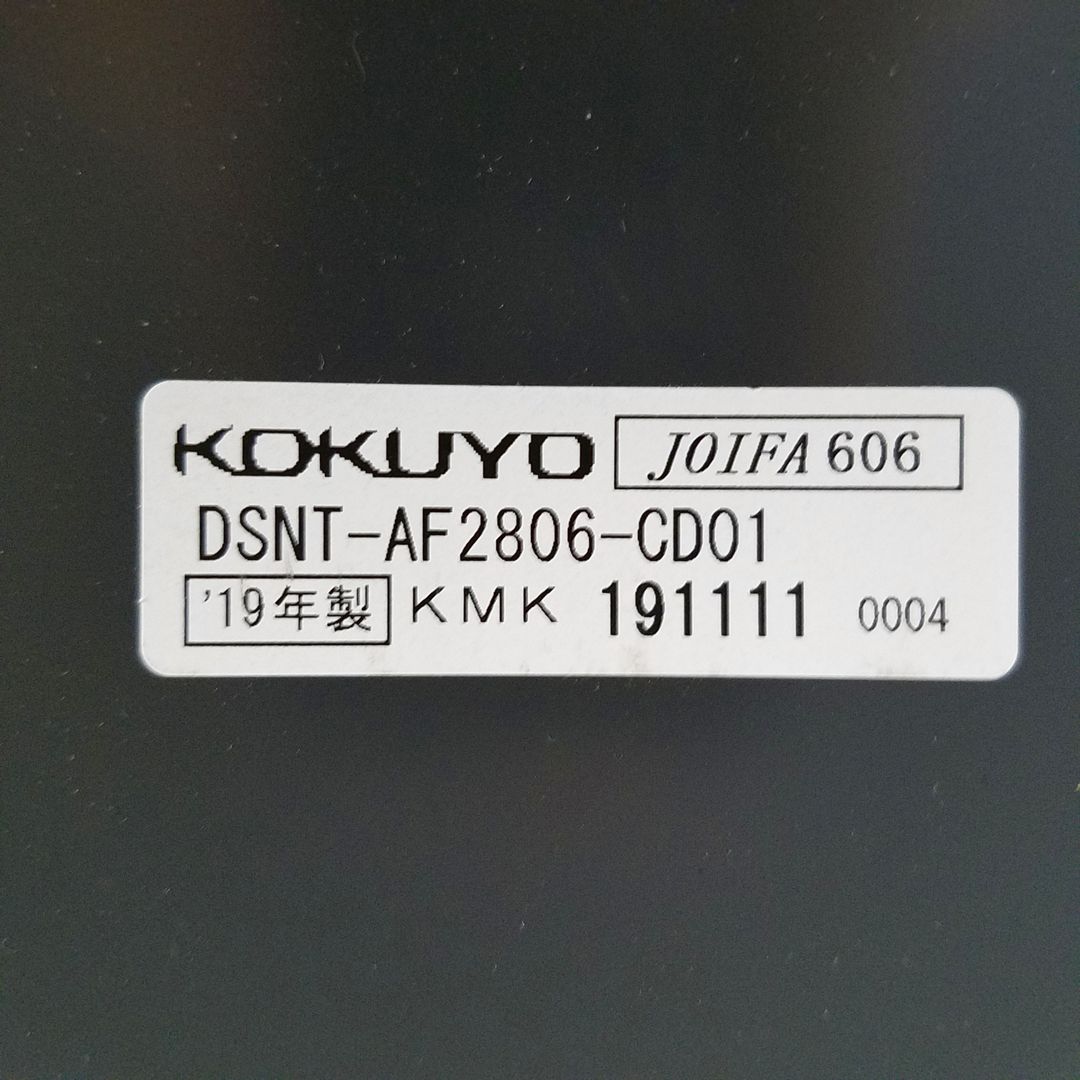 KOKUYO JOIFA 606
DSNT-AF2806-CD01
'19年製 KMK 191111 0004